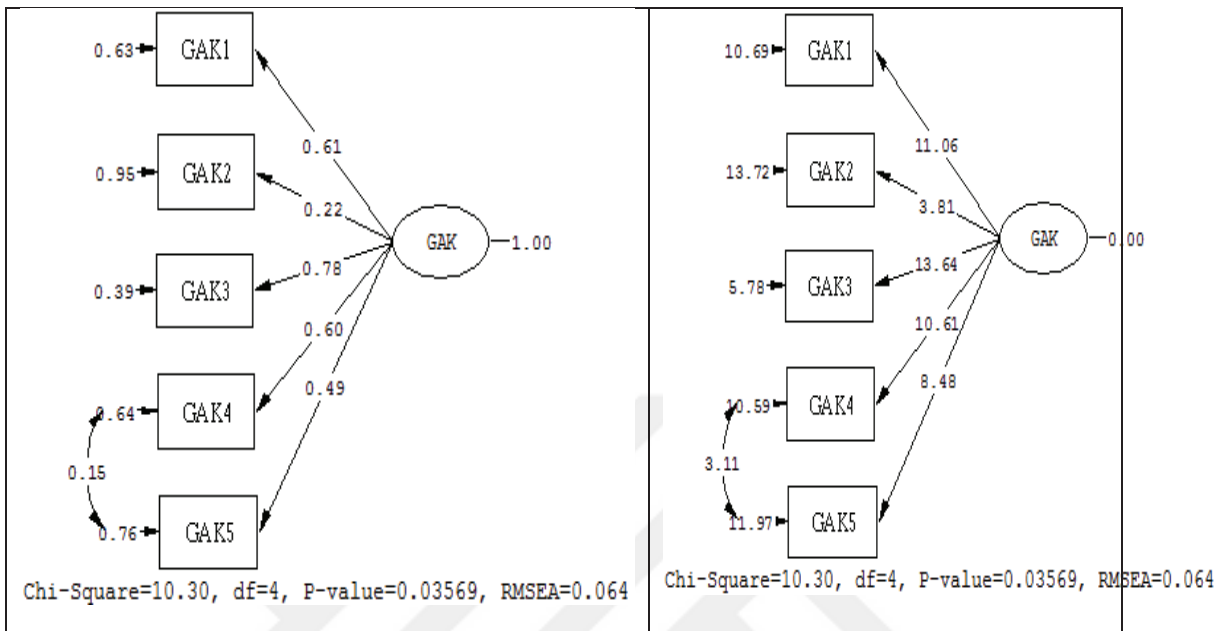 0.63 GAK1
0.61
0.95 GAK2
0.22
GAK 1.00
0.78
0.39 GAK3
0.60
0.49
0.64 GAK4
0.15
0.76 GAK5
Chi-Square=10.30, df=4, P-value=0.03569, RMSEA=0.064
10.69 GAK1
11.06
13.72 GAK2
3.81
GAK 0.00
13.64
5.78 GAK3
10.61
8.48
10.59 GAK4
3.11
11.97 GAK5
Chi-Square=10.30, df=4, P-value=0.03569, RMSEA=0.064